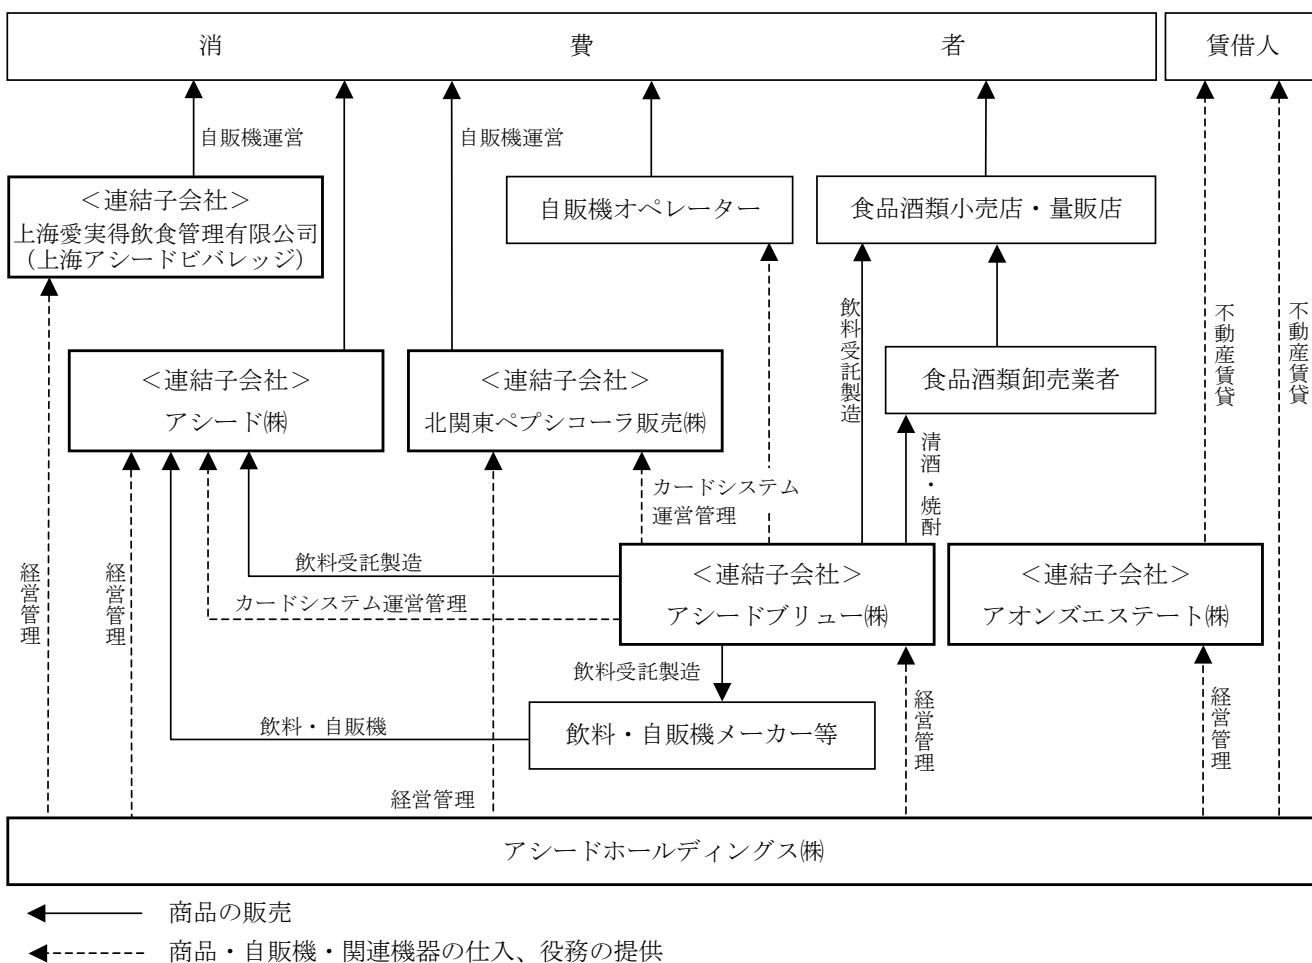 消費者
賃借人
自販機運営
自販機運営
<連結子会社>
上海愛実得飲食管理有限公司
(上海アシードビバレッジ)
自販機オペレーター
食品酒類小売店・量販店
飲料受託製造
不動産賃貸
不動産賃貸
<連結子会社>
アシード㈱
<連結子会社>
北関東ペプシコーラ販売㈱
食品酒類卸売業者
清酒・焼酎
カードシステム
運営管理
経営管理
経営管理
飲料受託製造
カードシステム運営管理
<連結子会社>
アシードブリュー㈱
<連結子会社>
アオンズエステート㈱
飲料受託製造
飲料・自販機
飲料・自販機メーカー等
経営管理
経営管理
経営管理
アシードホールディングス㈱
商品の販売
商品・自販機・関連機器の仕入、役務の提供